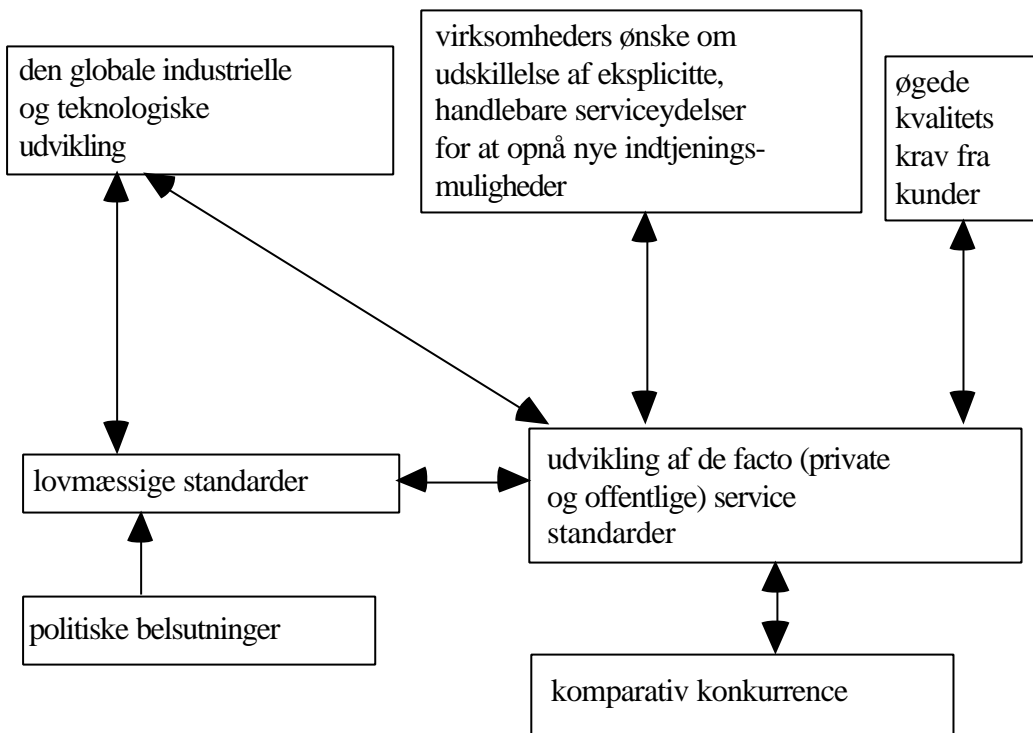 den globale industrielle
og teknologiske
udvikling
virksomheders ønske om
udskillelse af eksplicitte,
handlebare serviceydelser
for at opnå nye indtjenings-
muligheder
øgede
kvalitets
krav fra
kunder
lovmæssige standarder
udvikling af de facto (private
og offentlige) service
standarder
politiske belsutninger
komparativ konkurrence